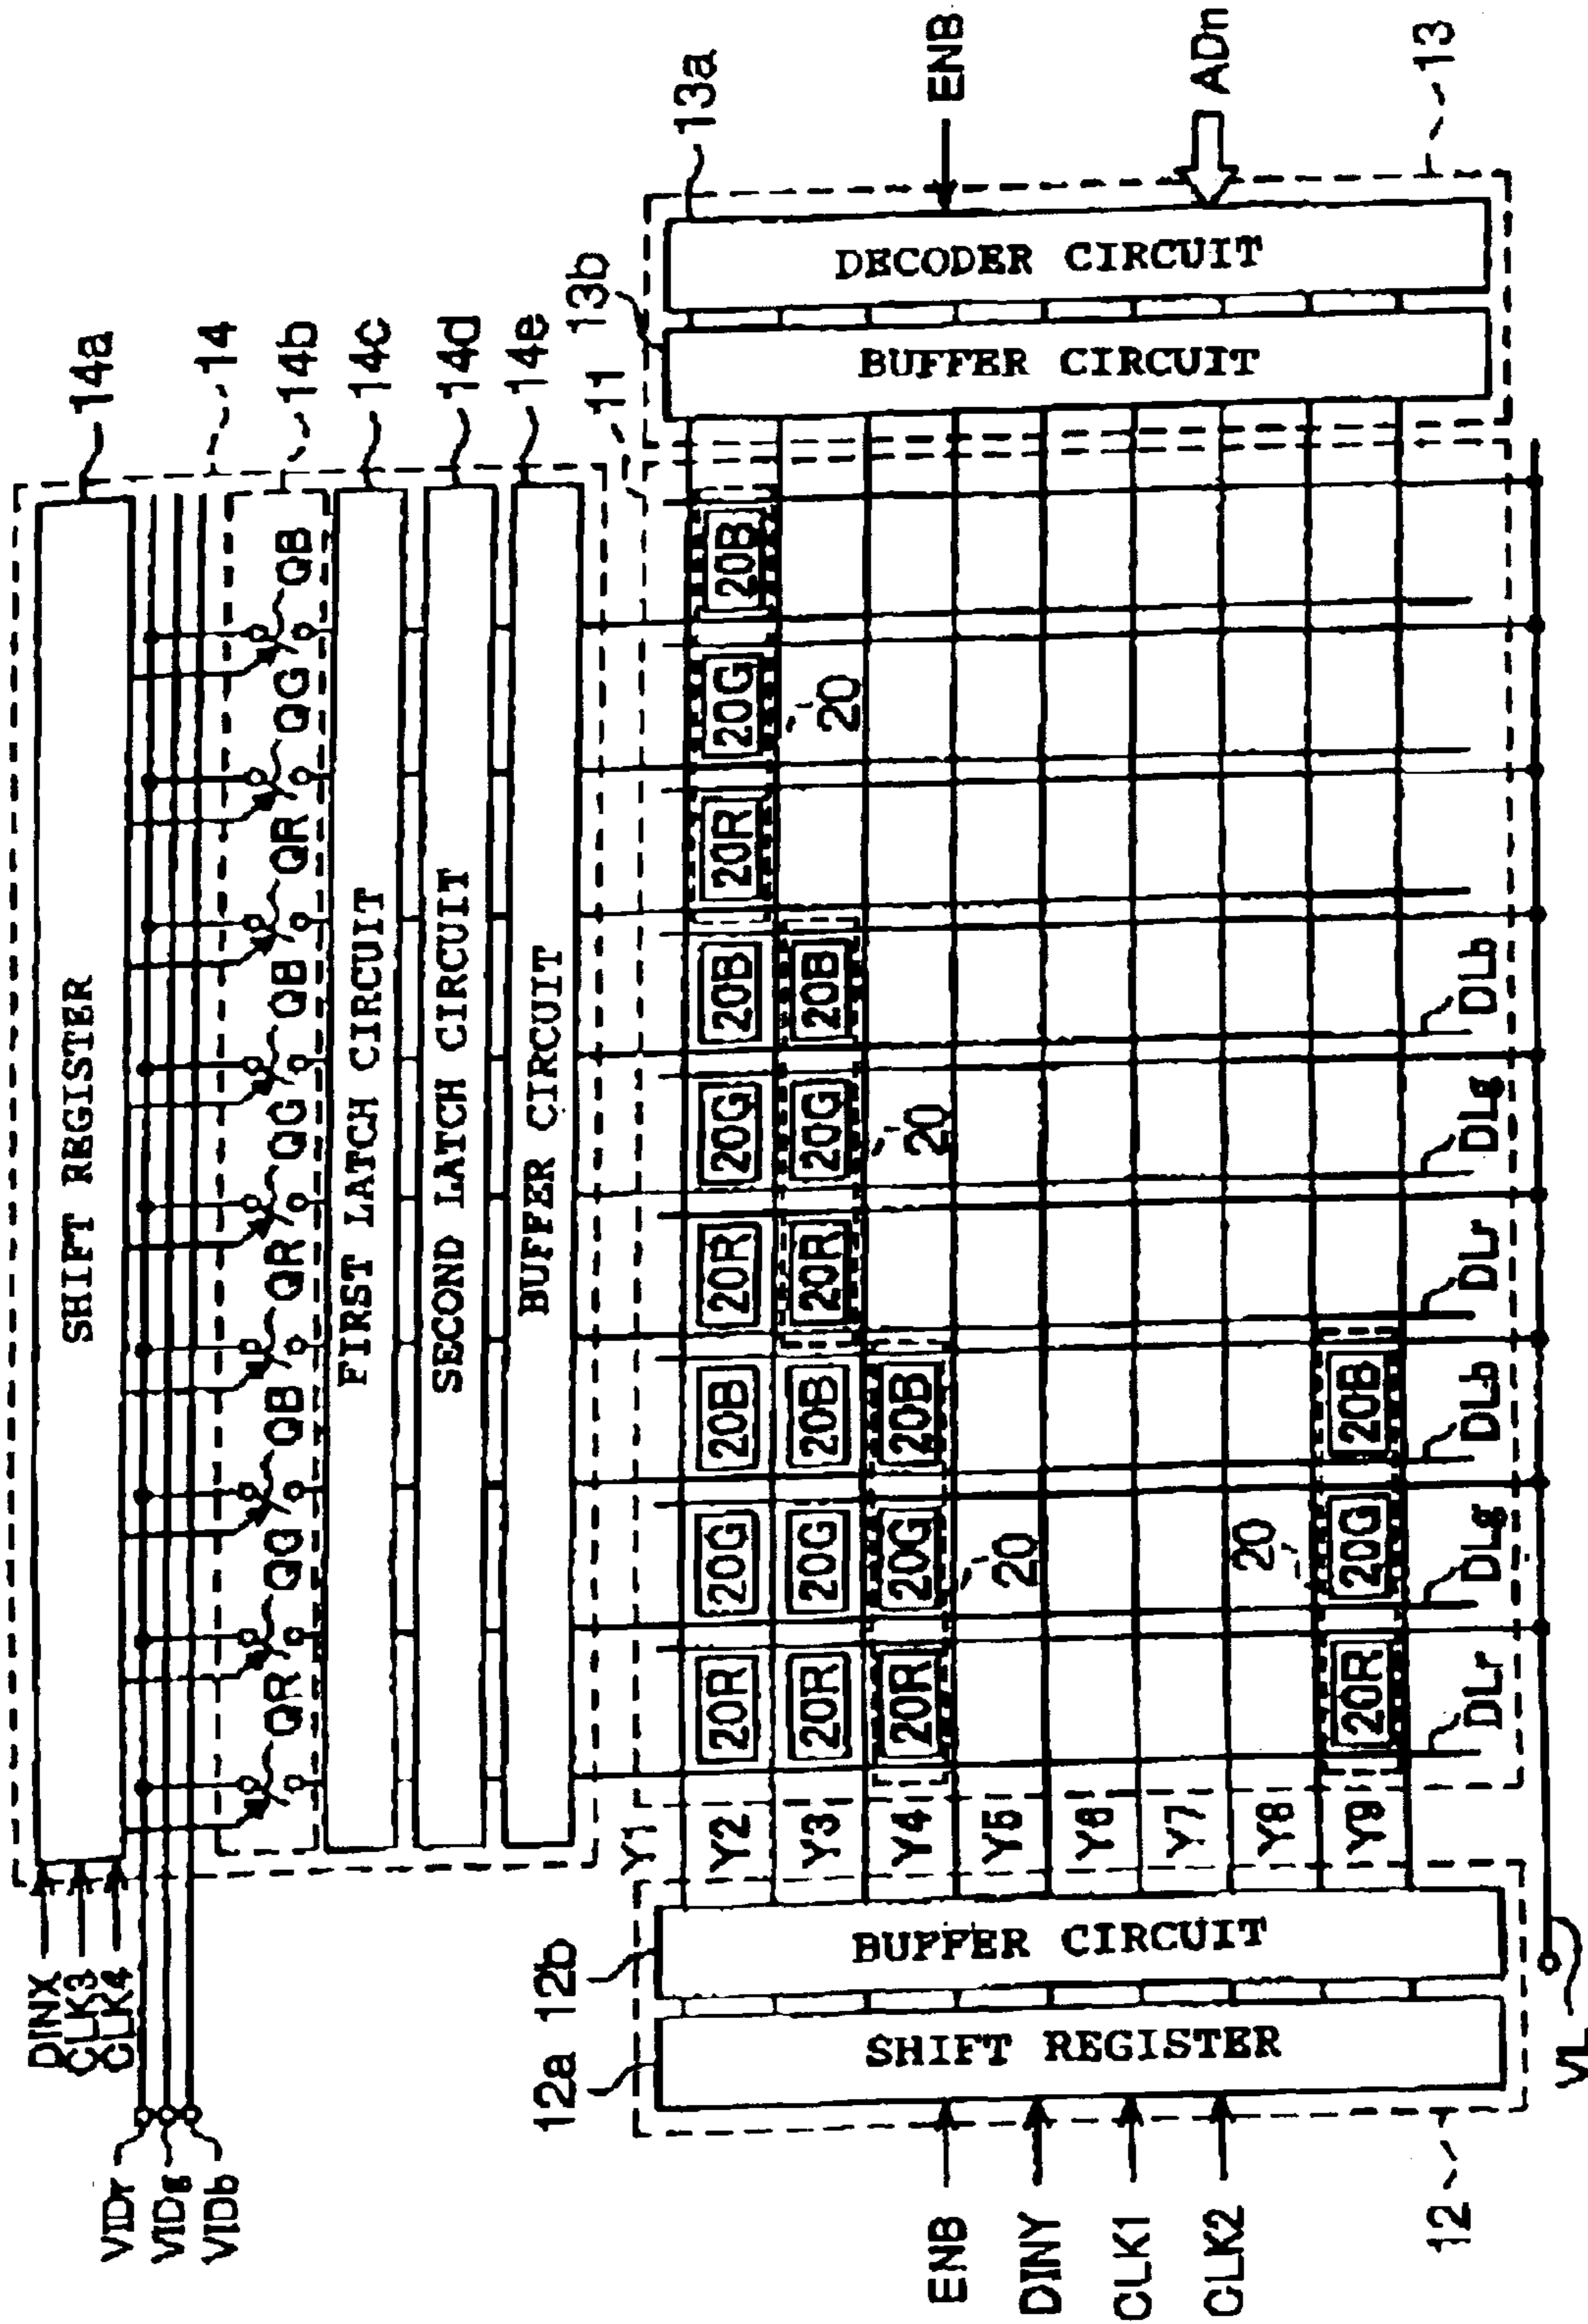 DINX
CLK3
CLK4
VIDr
VIDg
VIDb
SHIFT REGISTER
14a
14
QR QG QB QR QG QB QR QG QB
14b
FIRST LATCH CIRCUIT
14c
SECOND LATCH CIRCUIT
14d
BUFFER CIRCUIT
14e
11
12a
12b
SHIFT REGISTER
BUFFER CIRCUIT
ENB
DINY
CLK1
CLK2
12
Y1
Y2
Y3
Y4
Y5
Y6
Y7
Y8
Y9
20R 20G 20B 20R 20G 20B 20R 20G 20B
20R 20G 20B 20R 20G 20B
20
20R 20G 20B
20
20
20
20R 20G 20B
DLr DLg DLb DLr DLg DLb
VL
13b
13a
BUFFER CIRCUIT
DECODER CIRCUIT
ENB
ADn
13